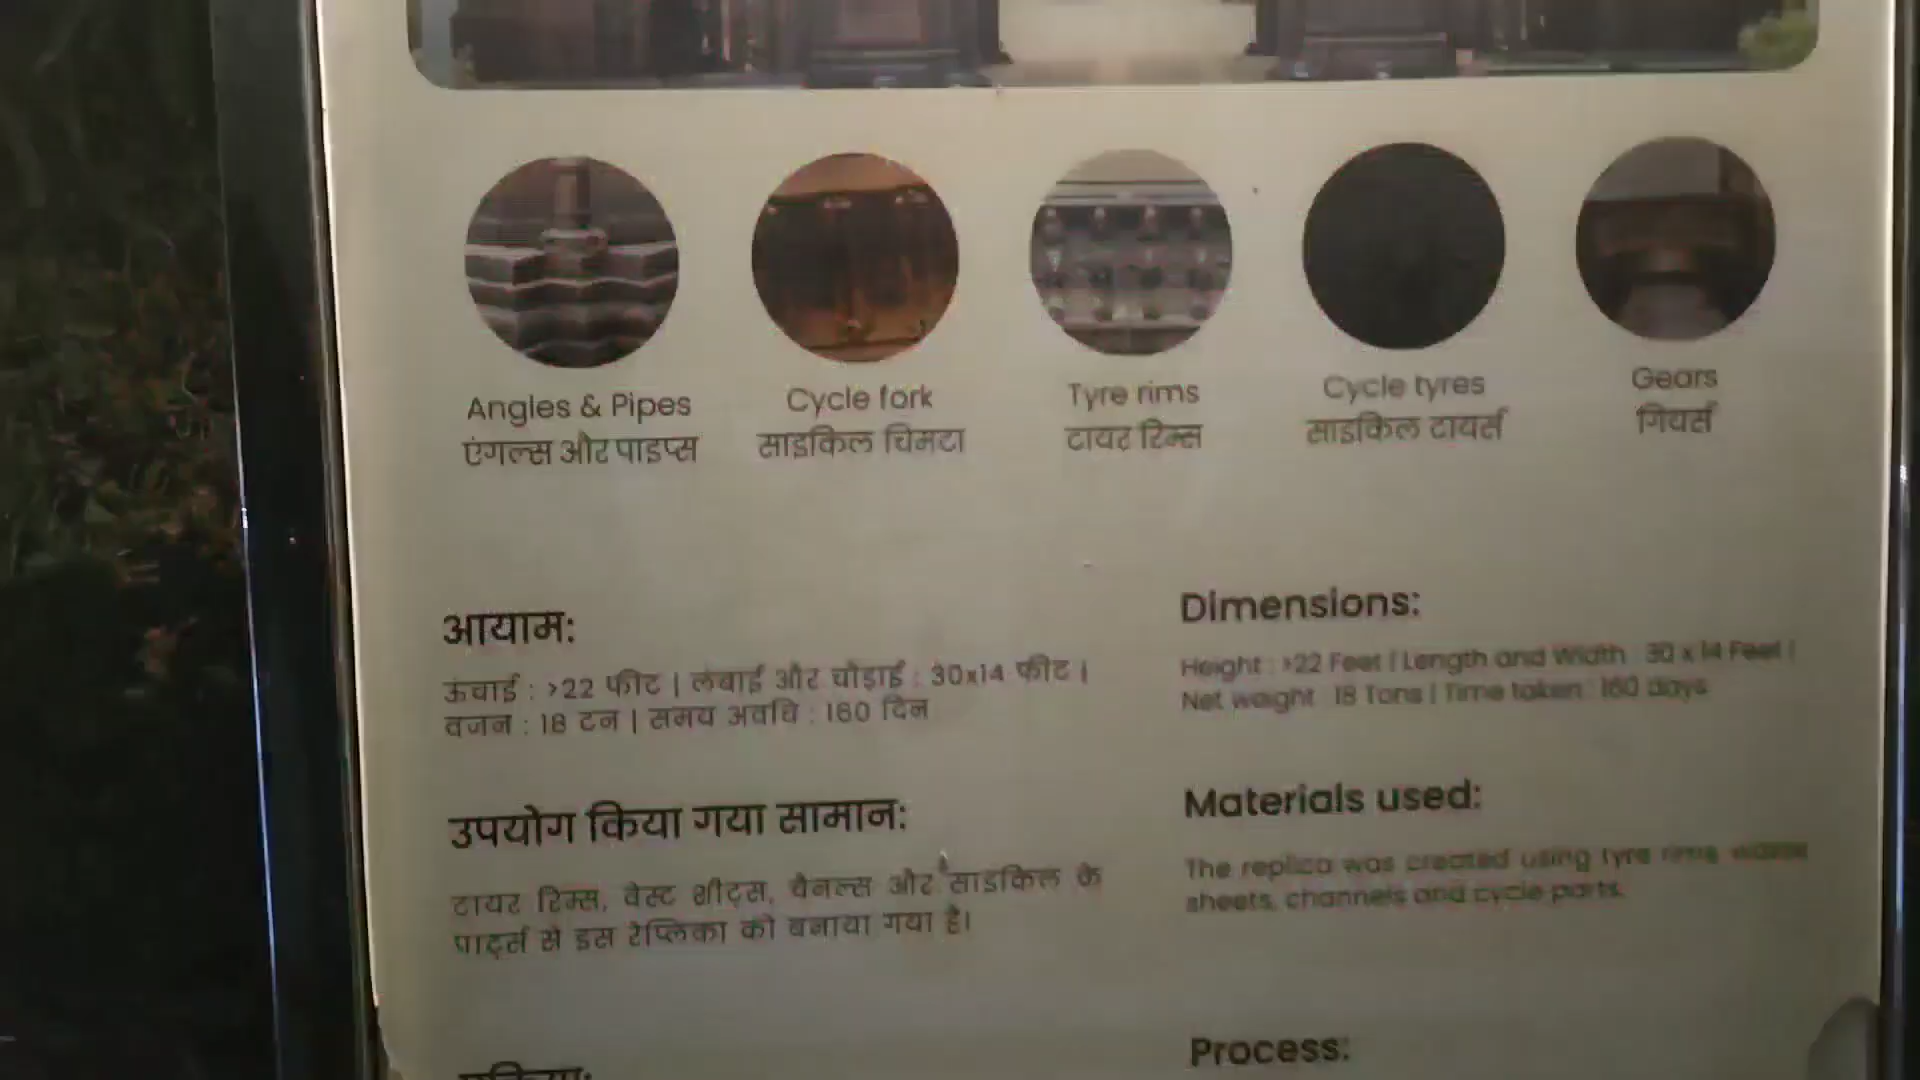 Angles & Pipes
एंगल्स और पाइप्स
Cycle fork
साइकिल चिमटा
Tyre rims
टायर रिम्स
Cycle tyres
साइकिल टायर्स
Gears
गियर्स
आयाम:
ऊंचाई : >22 फीट | लंबाई और चौड़ाई : 30x14 फीट |
वजन : 18 टन | समय अवधि : 160 दिन
उपयोग किया गया सामान:
टायर रिम्स, वेस्ट शीट्स, चैनल्स और साइकिल के
पार्ट्स से इस रेप्लिका को बनाया गया है।
Dimensions:
Height : >22 Feet | Length and Width : 30 x 14 Feet |
Net weight : 18 Tons | Time taken : 160 days
Materials used:
The replica was created using tyre rims, waste
sheets, channels and cycle parts.
Process: